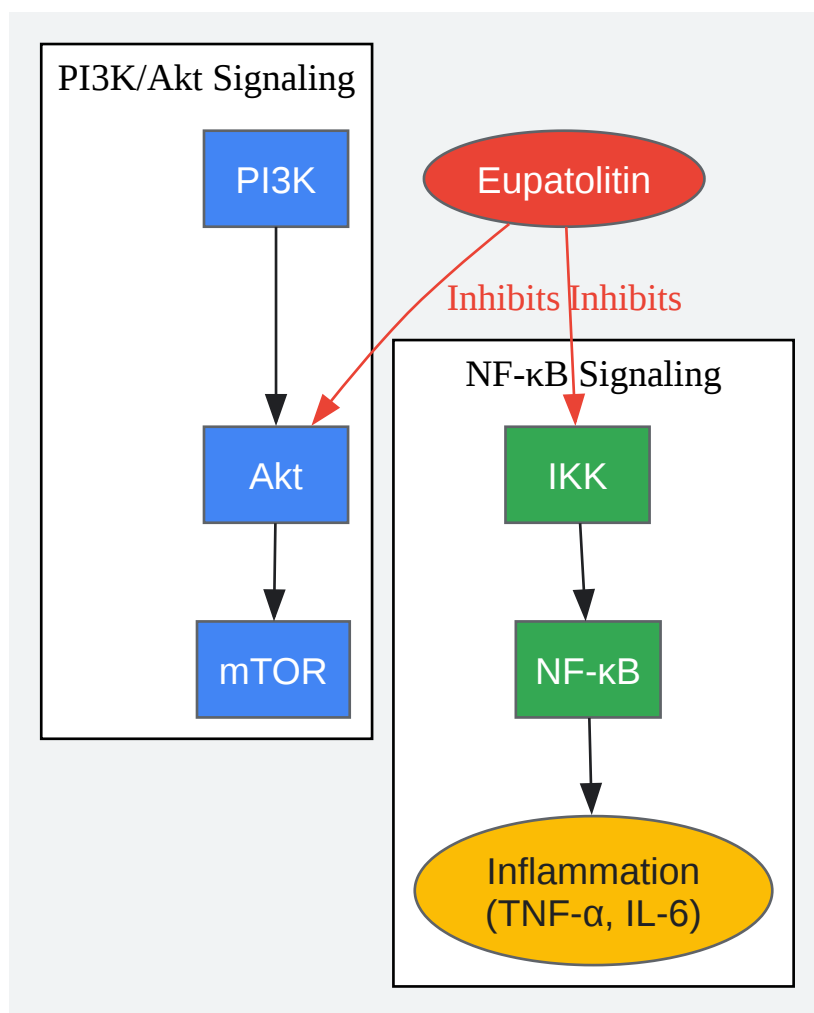 PI3K/Akt Signaling
PI3K
Eupatolitin
Inhibits
Inhibits
NF-κB Signaling
Akt
IKK
mTOR
NF-κB
Inflammation
(TNF-α, IL-6)